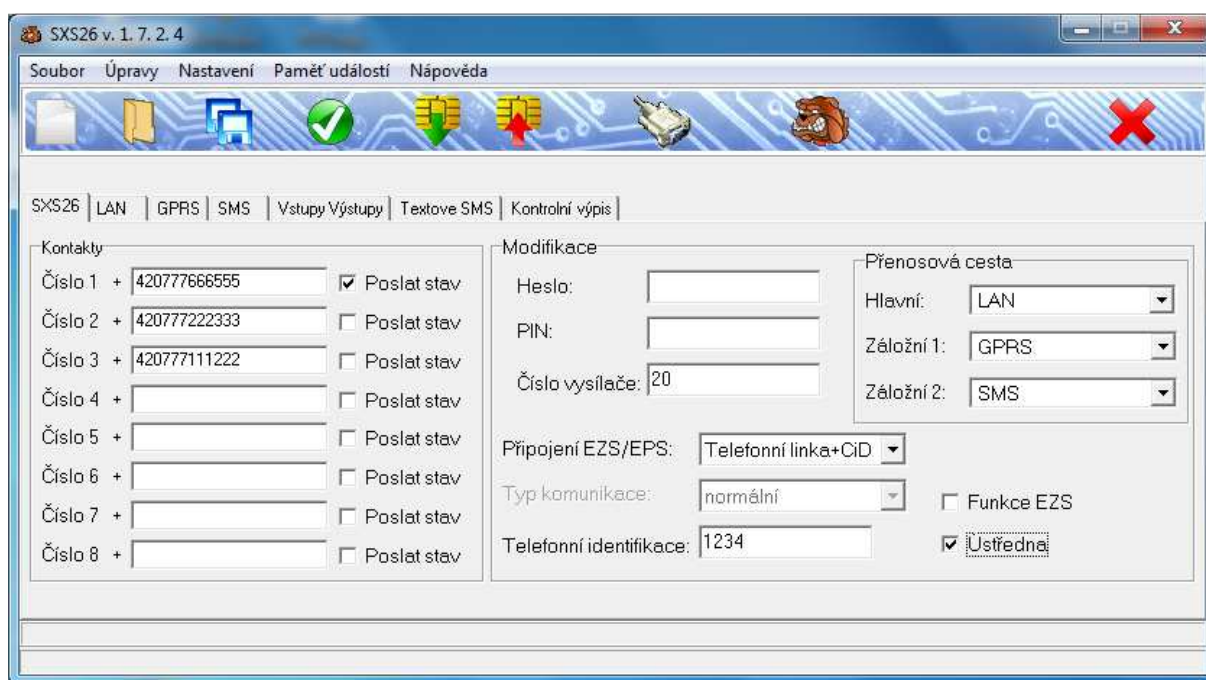 SXS26 v. 1. 7. 2. 4
Soubor Úpravy Nastavení Paměť událostí Nápověda
SXS26 LAN GPRS SMS Vstupy Výstupy Textove SMS Kontrolní výpis
Kontakty
Číslo 1 + 420777666555 Poslat stav
Číslo 2 + 420777222333 Poslat stav
Číslo 3 + 420777111222 Poslat stav
Číslo 4 + Poslat stav
Číslo 5 + Poslat stav
Číslo 6 + Poslat stav
Číslo 7 + Poslat stav
Číslo 8 + Poslat stav
Modifikace
Heslo:
PIN:
Číslo vysílače: 20
Přenosová cesta
Hlavní: LAN
Záložní 1: GPRS
Záložní 2: SMS
Připojení EZS/EPS: Telefonní linka+CiD
Typ komunikace: normální
Funkce EZS
Telefonní identifikace: 1234
Ústředna